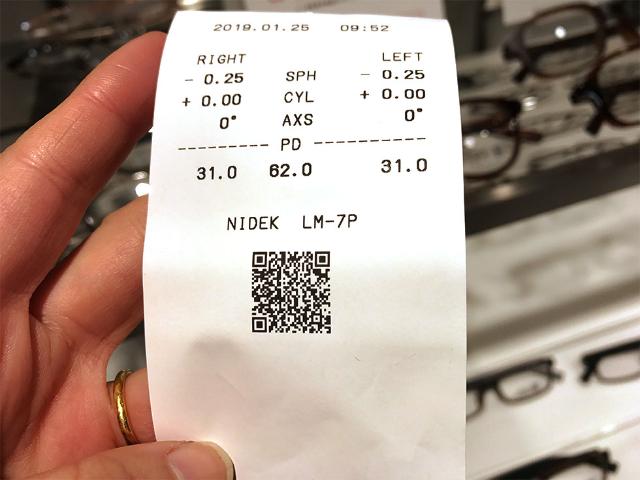 2019.01.25 09:52
RIGHT LEFT
- 0.25 SPH - 0.25
+ 0.00 CYL + 0.00
0° AXS 0°
--------- PD -----------
31.0 62.0 31.0
NIDEK LM-7P